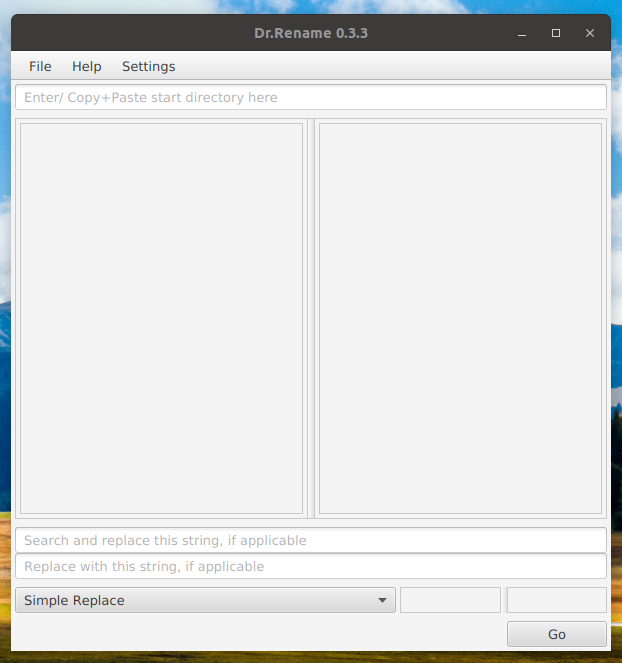 Dr.Rename 0.3.3
File Help Settings
Enter/ Copy+Paste start directory here
Search and replace this string, if applicable
Replace with this string, if applicable
Simple Replace
Go